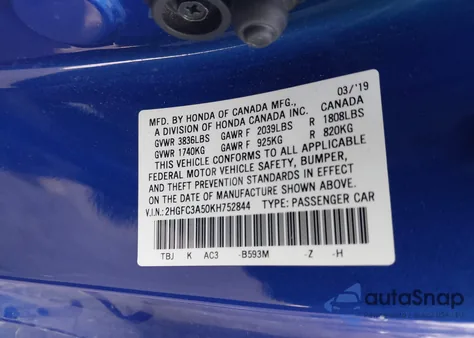 03/'19
MFD. BY HONDA OF CANADA MFG., CANADA
A DIVISION OF HONDA CANADA INC.
GVWR 3836LBS GAWR F 2039LBS R 1808LBS
GVWR 1740KG GAWR F 925KG R 820KG
THIS VEHICLE CONFORMS TO ALL APPLICABLE
FEDERAL MOTOR VEHICLE SAFETY, BUMPER,
AND THEFT PREVENTION STANDARDS IN EFFECT
ON THE DATE OF MANUFACTURE SHOWN ABOVE.
V.I.N.: 2HGFC3A50KH752844 TYPE: PASSENGER CAR
TBJ K AC3 -B593M -Z -H
autoSnap